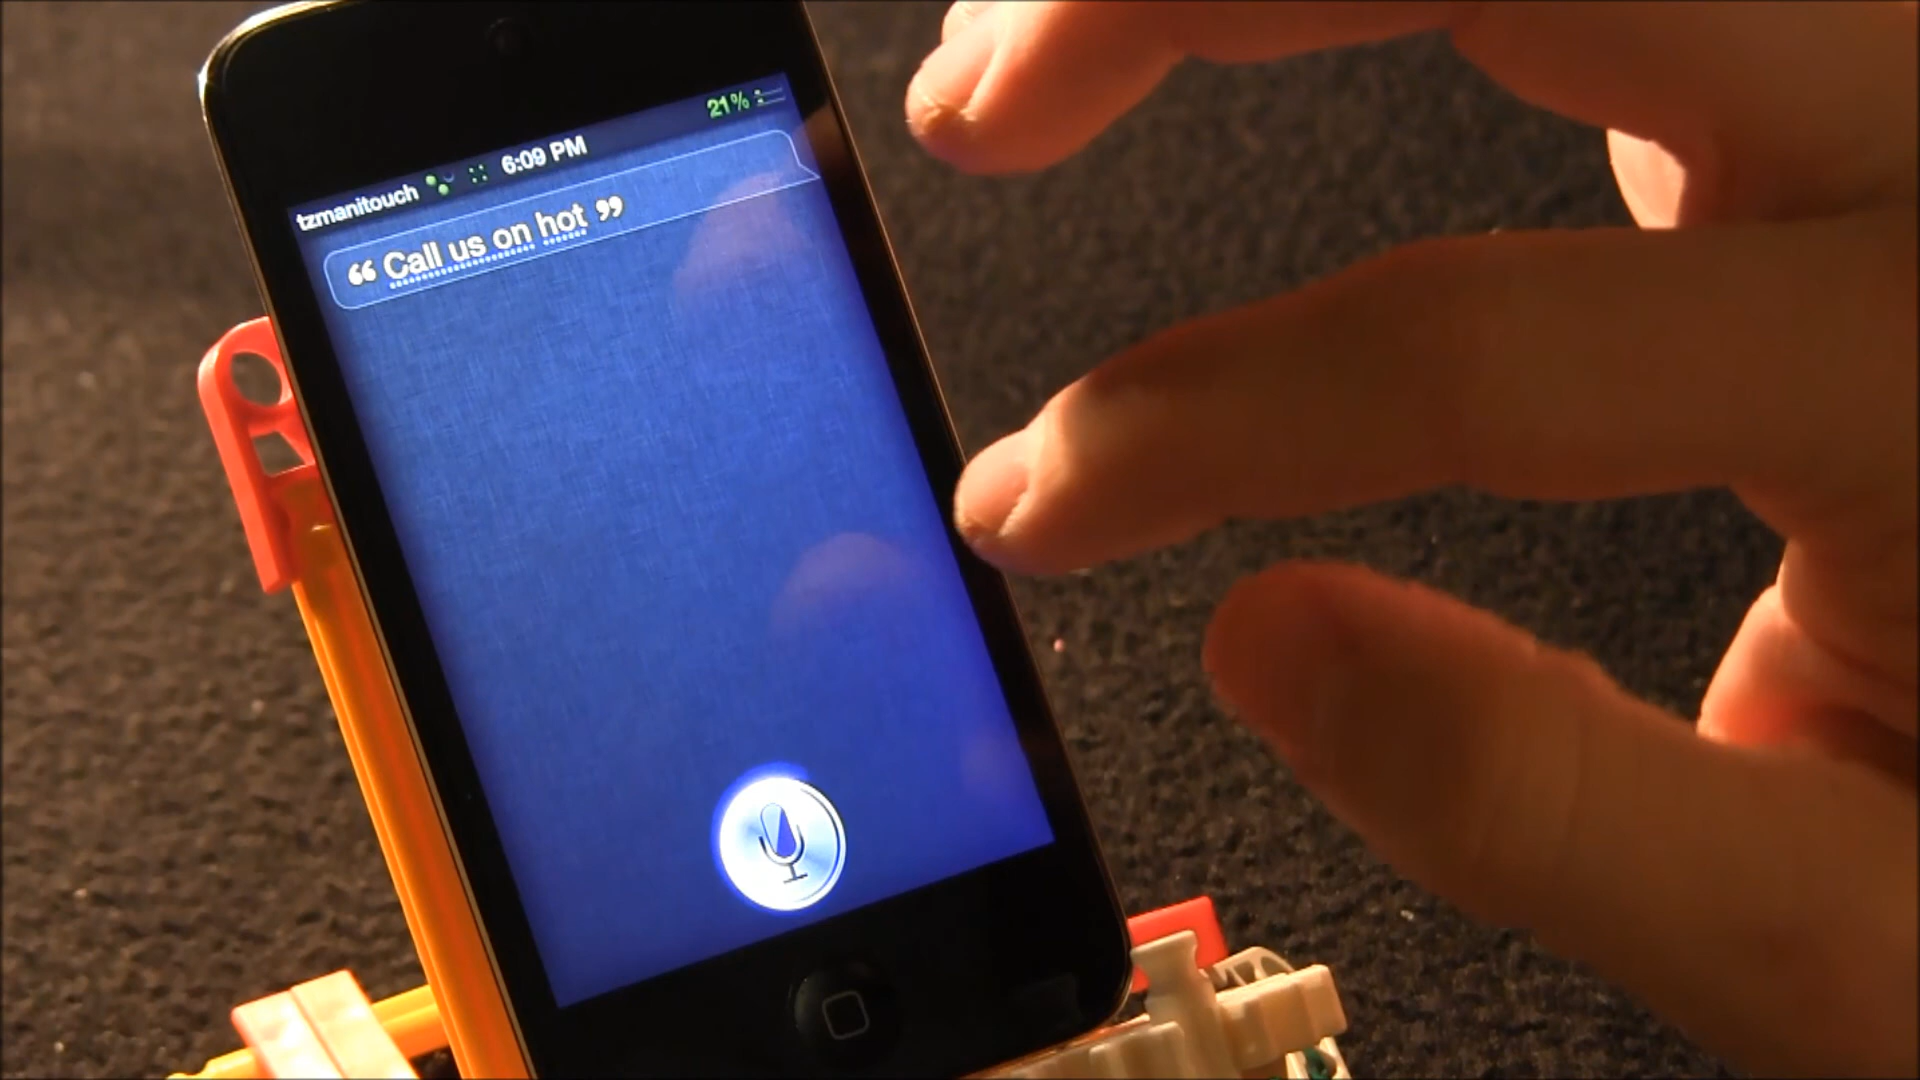 tzmanitouch 6:09 PM 21%
“ Call us on hot ”